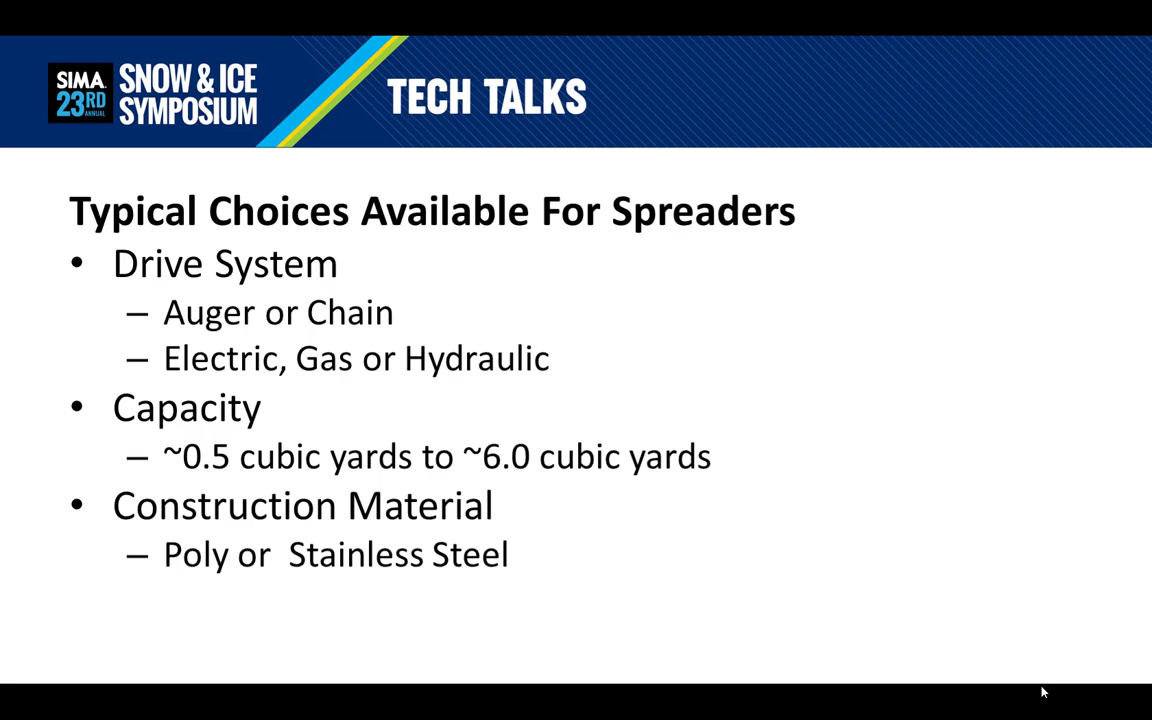 SIMA
23RD
ANNUAL
SNOW & ICE
SYMPOSIUM
TECH TALKS
Typical Choices Available For Spreaders
• Drive System
– Auger or Chain
– Electric, Gas or Hydraulic
• Capacity
– ~0.5 cubic yards to ~6.0 cubic yards
• Construction Material
– Poly or  Stainless Steel